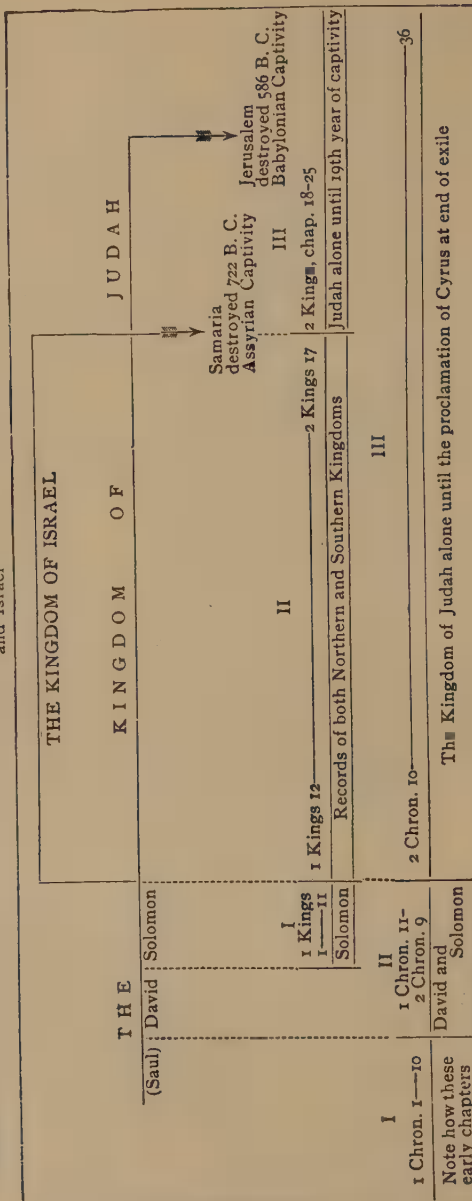 and Israel
THE KINGDOM OF ISRAEL
THE KINGDOM OF JUDAH
(Saul) David Solomon
Samaria
destroyed 722 B. C.
Assyrian Captivity
Jerusalem
destroyed 586 B. C.
Babylonian Captivity
I
1 Kings
1—11
Solomon
II
1 Kings 12—2 Kings 17
Records of both Northern and Southern Kingdoms
III
2 Kings, chap. 18-25
Judah alone until 19th year of captivity
I
1 Chron. 1—10
Note how these
early chapters
II
1 Chron. 11-
2 Chron. 9
David and
Solomon
III
2 Chron. 10—36
The Kingdom of Judah alone until the proclamation of Cyrus at end of exile